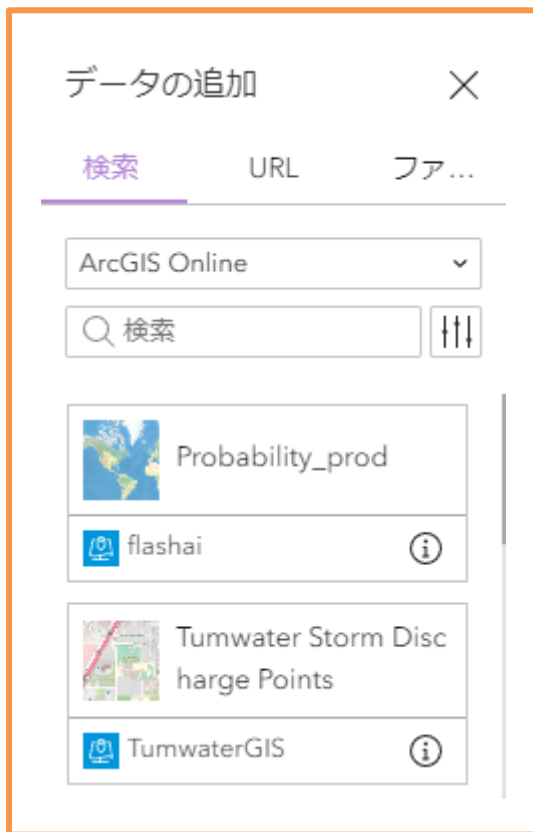 データの追加
検索 URL ファ...
ArcGIS Online
検索
Probability_prod
flashai
Tumwater Storm Disc
harge Points
TumwaterGIS